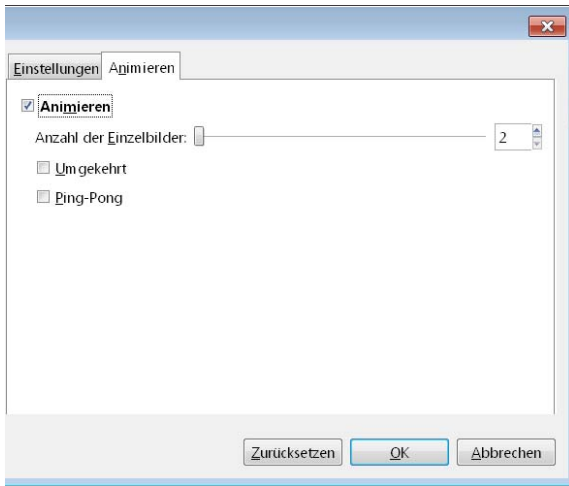 Einstellungen Animieren
Animieren
Anzahl der Einzelbilder: 2
Umgekehrt
Ping-Pong
Zurücksetzen OK Abbrechen